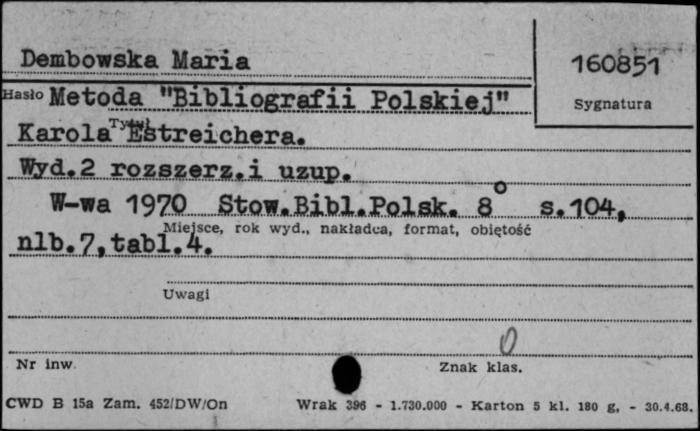 Dembowska Maria
160851
Hasło Metoda "Bibliografii Polskiej"
Sygnatura
Tytuł
Karola Estreichera.
Wyd.2 rozszerz.i uzup.
W-wa 1970 Stow.Bibl.Polsk. 8° s.104,
Miejsce, rok wyd., nakładca, format, objętość
nlb.7,tabl.4.
Uwagi
0
Nr inw.
Znak klas.
CWD B 15a Zam. 452/DW/On Wrak 396 - 1.730.000 - Karton 5 kl. 180 g, - 30.4.68.